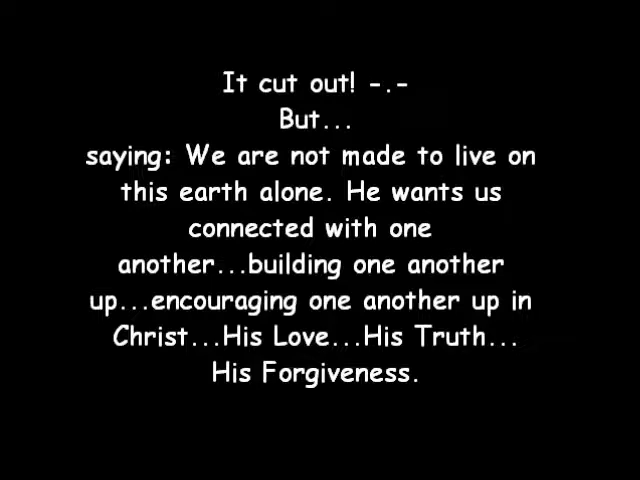 It cut out! -.-
But...
saying: We are not made to live on
this earth alone. He wants us
connected with one
another...building one another
up...encouraging one another up in
Christ...His Love...His Truth...
His Forgiveness.